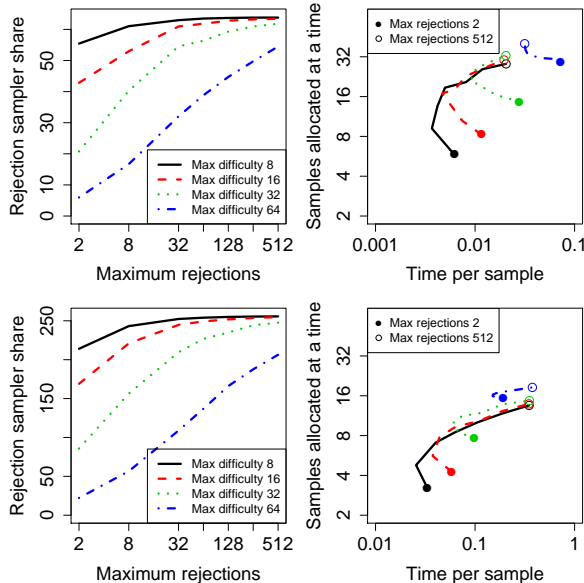 Rejection sampler share
0
20
40
60
2
8
32
128
512
Maximum rejections
Max difficulty 8
Max difficulty 16
Max difficulty 32
Max difficulty 64
Samples allocated at a time
2
4
8
16
32
0.001
0.01
0.1
Time per sample
Max rejections 2
Max rejections 512
Rejection sampler share
0
50
150
250
2
8
32
128
512
Maximum rejections
Max difficulty 8
Max difficulty 16
Max difficulty 32
Max difficulty 64
Samples allocated at a time
2
4
8
16
32
0.01
0.1
1
Time per sample
Max rejections 2
Max rejections 512